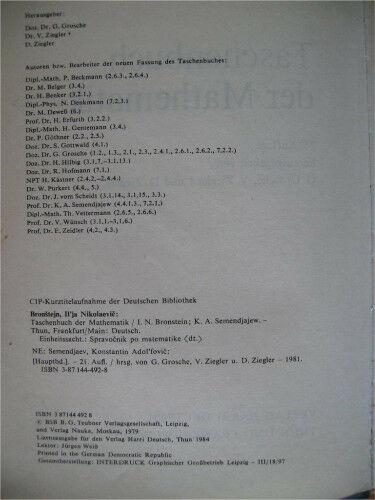 Herausgeber:
Doz. Dr. G. Grosche
Dr. V. Ziegler †
D. Ziegler
Autoren bzw. Bearbeiter der neuen Fassung des Taschenbuches:
Dipl.-Math. P. Beckmann (2.6.3., 2.6.4.)
Dr. M. Belger (3.4.)
Dr. H. Benker (3.2.1.)
Dipl.-Phys. N. Denkmann (7.2.3.)
Dr. M. Deweß (6.)
Prof. Dr. H. Erfurth (3.2.2.)
Dipl.-Math. H. Gentemann (3.4.)
Dr. P. Göthner (2.2., 2.5.)
Doz. Dr. S. Gottwald (4.1.)
Doz. Dr. G. Grosche (1.2., 1.3., 2.1., 2.3., 2.4.1., 2.6.1., 2.6.2., 7.2.2.)
Doz. Dr. H. Hilbig (3.1.7.–3.1.13.)
Doz. Dr. R. Hofmann (7.1.)
NPT H. Kästner (2.4.2.–2.4.4.)
Dr. W. Purkert (4.4., 5.)
Doz. Dr. J. vom Scheidt (3.1.14., 3.1.15., 3.3.)
Prof. Dr. K. A. Semendjajew (4.4.1.3., 7.2.1.)
Dipl.-Math. Th. Vettermann (2.6.5., 2.6.6.)
Prof. Dr. V. Wünsch (3.1.1.–3.1.6.)
Prof. Dr. E. Zeidler (4.2., 4.3.)
CIP-Kurztitelaufnahme der Deutschen Bibliothek
Bronštejn, Il'ja Nikolaevič:
Taschenbuch der Mathematik / I. N. Bronstein; K. A. Semendjajew. –
Thun, Frankfurt/Main: Deutsch.
Einheitssacht.: Spravočnik po matematike (dt.)
NE: Semendjaev, Konstantin Adol'fovič:
[Hauptbd.]. – 21. Aufl. / hrsg. von G. Grosche, V. Ziegler u. D. Ziegler – 1981.
ISBN 3-87144-492-8
ISBN 3 87144 492 8
© BSB B. G. Teubner Verlagsgesellschaft, Leipzig,
und Verlag Nauka, Moskau, 1979
Lizenzausgabe für den Verlag Harri Deutsch, Thun 1984
Lektor: Jürgen Weiß
Printed in the German Democratic Republic
Gesamtherstellung: INTERDRUCK Graphischer Großbetrieb Leipzig – III/18/97